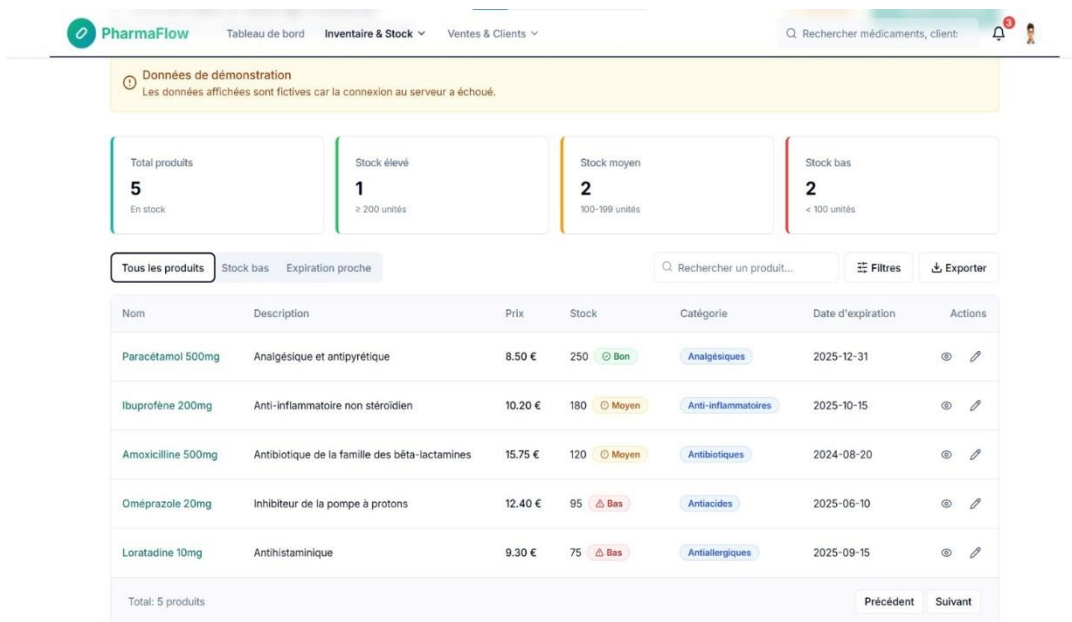 PharmaFlow Tableau de bord Inventaire & Stock Ventes & Clients Rechercher médicaments, client: 3
Données de démonstration
Les données affichées sont fictives car la connexion au serveur a échoué.
Total produits Stock élevé Stock moyen Stock bas
5 1 2 2
En stock ≥ 200 unités 100-199 unités < 100 unités
Tous les produits Stock bas Expiration proche Rechercher un produit... Filtres Exporter
Nom Description Prix Stock Catégorie Date d'expiration Actions
Paracétamol 500mg Analgésique et antipyrétique 8.50 € 250 Bon Analgésiques 2025-12-31
Ibuprofène 200mg Anti-inflammatoire non stéroïdien 10.20 € 180 Moyen Anti-inflammatoires 2025-10-15
Amoxicilline 500mg Antibiotique de la famille des bêta-lactamines 15.75 € 120 Moyen Antibiotiques 2024-08-20
Oméprazole 20mg Inhibiteur de la pompe à protons 12.40 € 95 Bas Antiacides 2025-06-10
Loratadine 10mg Antihistaminique 9.30 € 75 Bas Antiallergiques 2025-09-15
Total: 5 produits Précédent Suivant